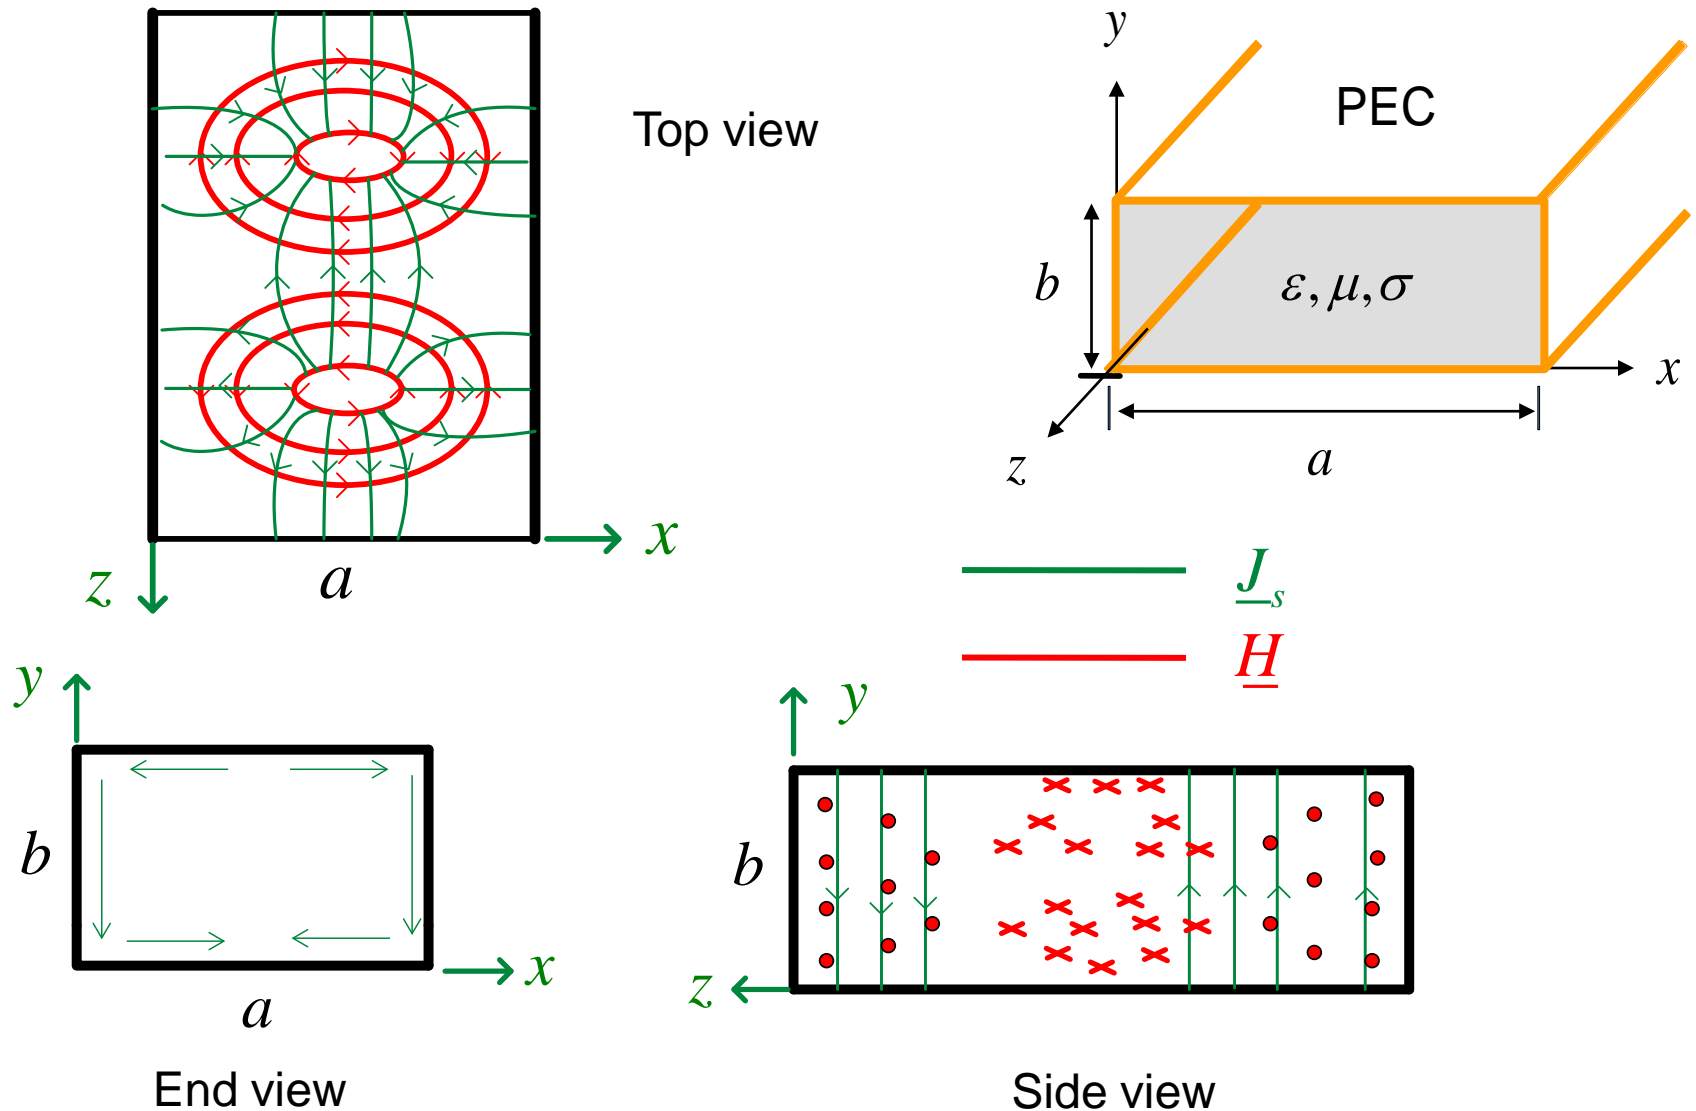 Top view
x
z
a
y
PEC
b
ε, μ, σ
x
z
a
J_s
H
y
b
x
a
End view
y
b
z
Side view